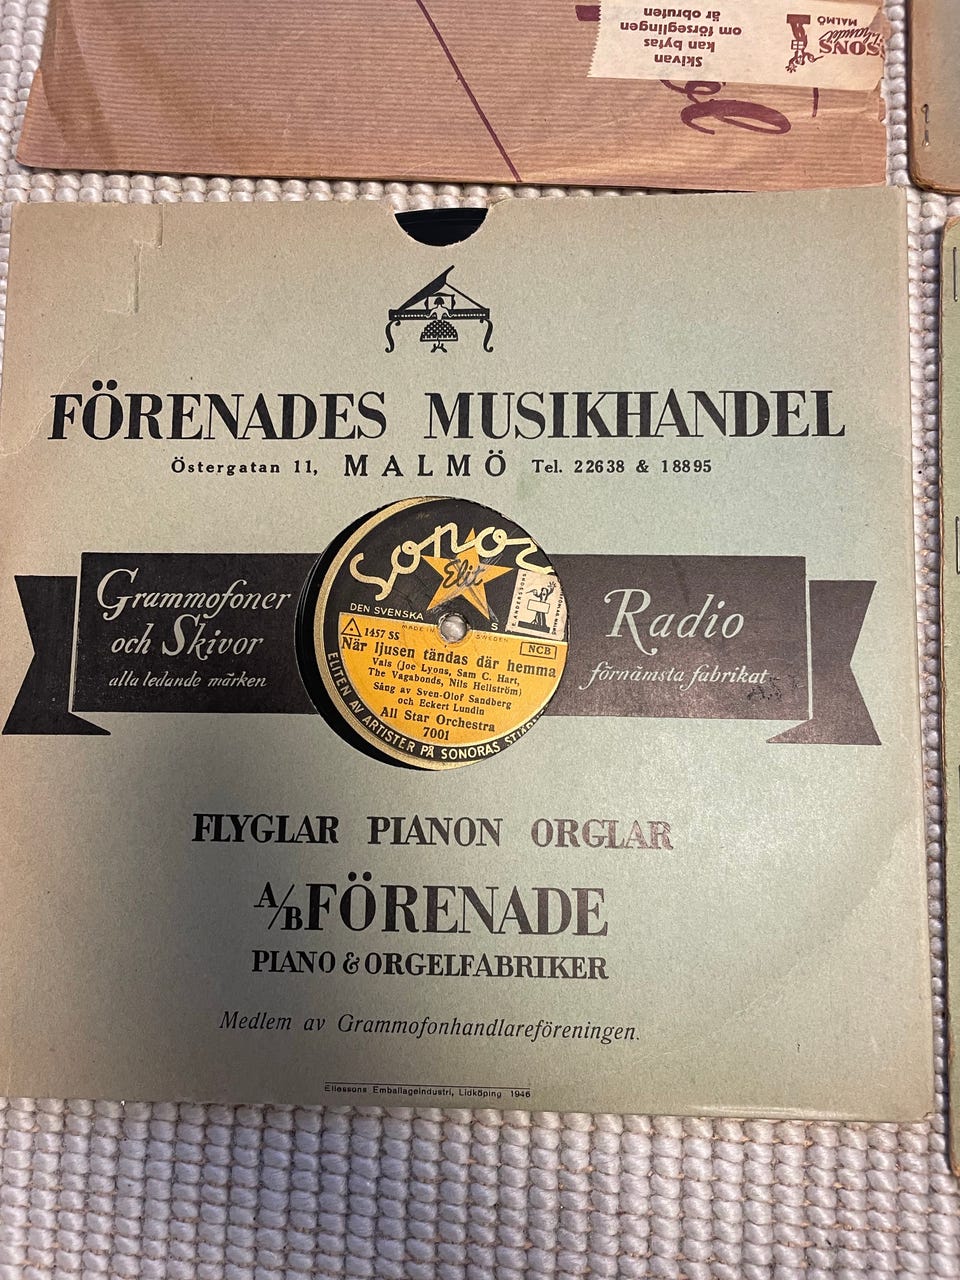 Skivan
kan bytas
om förseglingen
är obruten
SONS
MALMÖ
FÖRENADES MUSIKHANDEL
Östergatan 11, MALMÖ Tel. 22638 & 18895
Grammofoner
och Skivor
alla ledande märken
Radio
förnämsta fabrikat
Sonor
Elit
DEN SVENSKA S
MADE IN SWEDEN
1457 SS
NCB
När ljusen tändas där hemma
Vals (Joe Lyons, Sam C. Hart,
The Vagabonds, Nils Hellström)
Sång av Sven-Olof Sandberg
och Eckert Lundin
All Star Orchestra
7001
ELITEN AV ARTISTER PÅ SONORAS
K. ANDERSSONS
FLYGLAR PIANON ORGLAR
A/B FÖRENADE
PIANO & ORGELFABRIKER
Medlem av Grammofonhandlareföreningen.
Ellessons Emballageindustri, Lidköping 1946